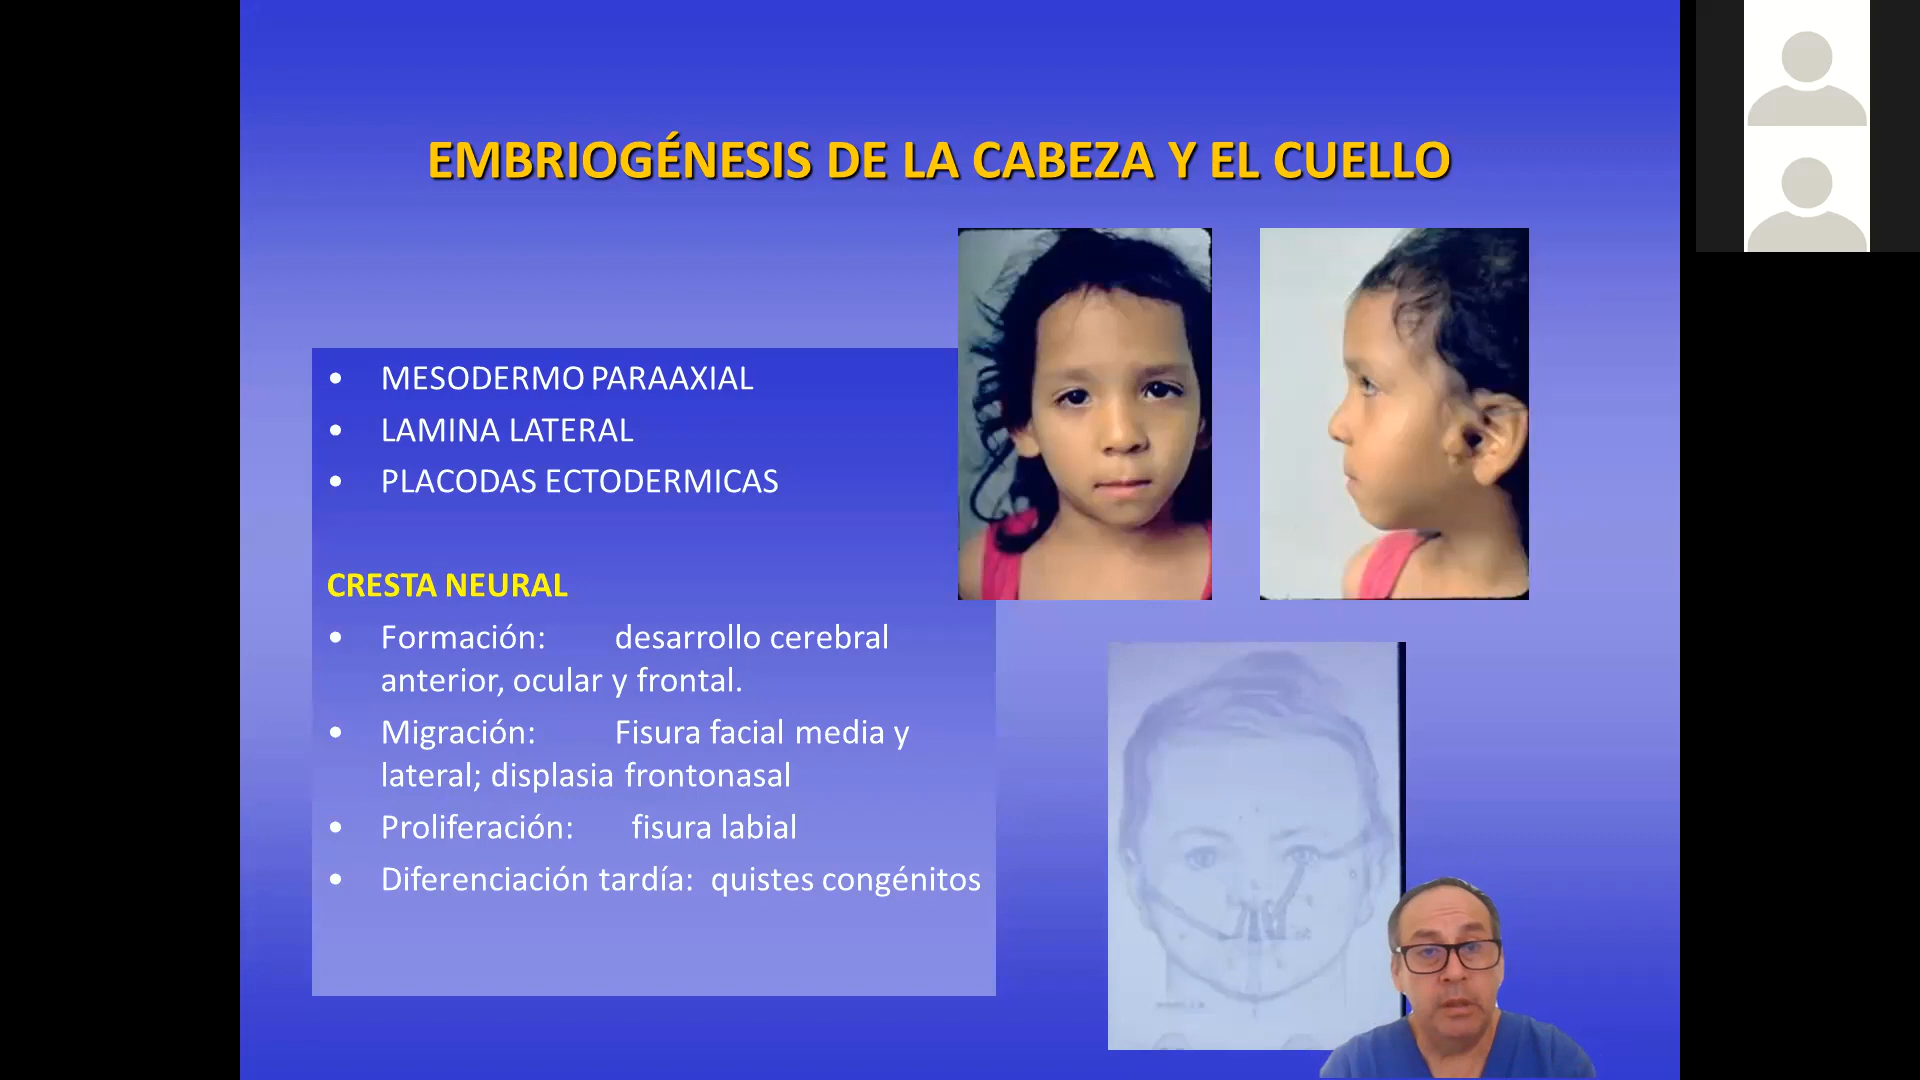 EMBRIOGÉNESIS DE LA CABEZA Y EL CUELLO
• MESODERMO PARAAXIAL
• LAMINA LATERAL
• PLACODAS ECTODERMICAS
CRESTA NEURAL
• Formación: desarrollo cerebral
anterior, ocular y frontal.
• Migración: Fisura facial media y
lateral; displasia frontonasal
• Proliferación: fisura labial
• Diferenciación tardía: quistes congénitos